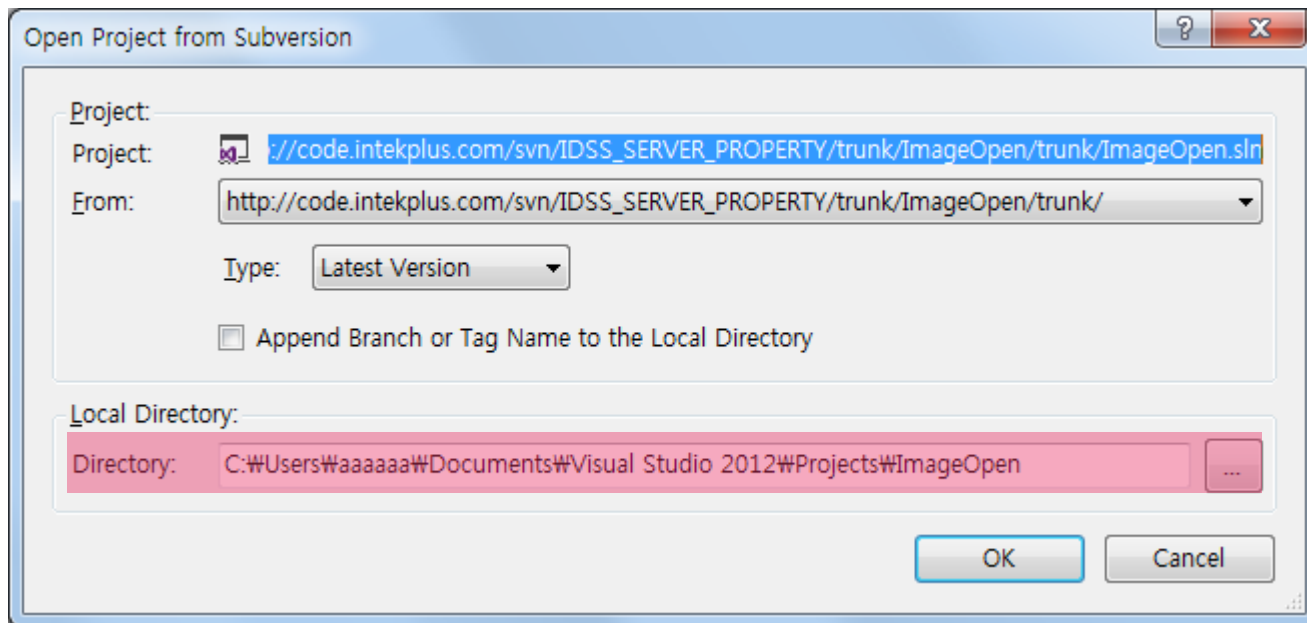 Open Project from Subversion
?
Project:
Project: ://code.intekplus.com/svn/IDSS_SERVER_PROPERTY/trunk/ImageOpen/trunk/ImageOpen.sln
From: http://code.intekplus.com/svn/IDSS_SERVER_PROPERTY/trunk/ImageOpen/trunk/
Type: Latest Version
Append Branch or Tag Name to the Local Directory
Local Directory:
Directory: C:₩Users₩aaaaaa₩Documents₩Visual Studio 2012₩Projects₩ImageOpen ...
OK Cancel